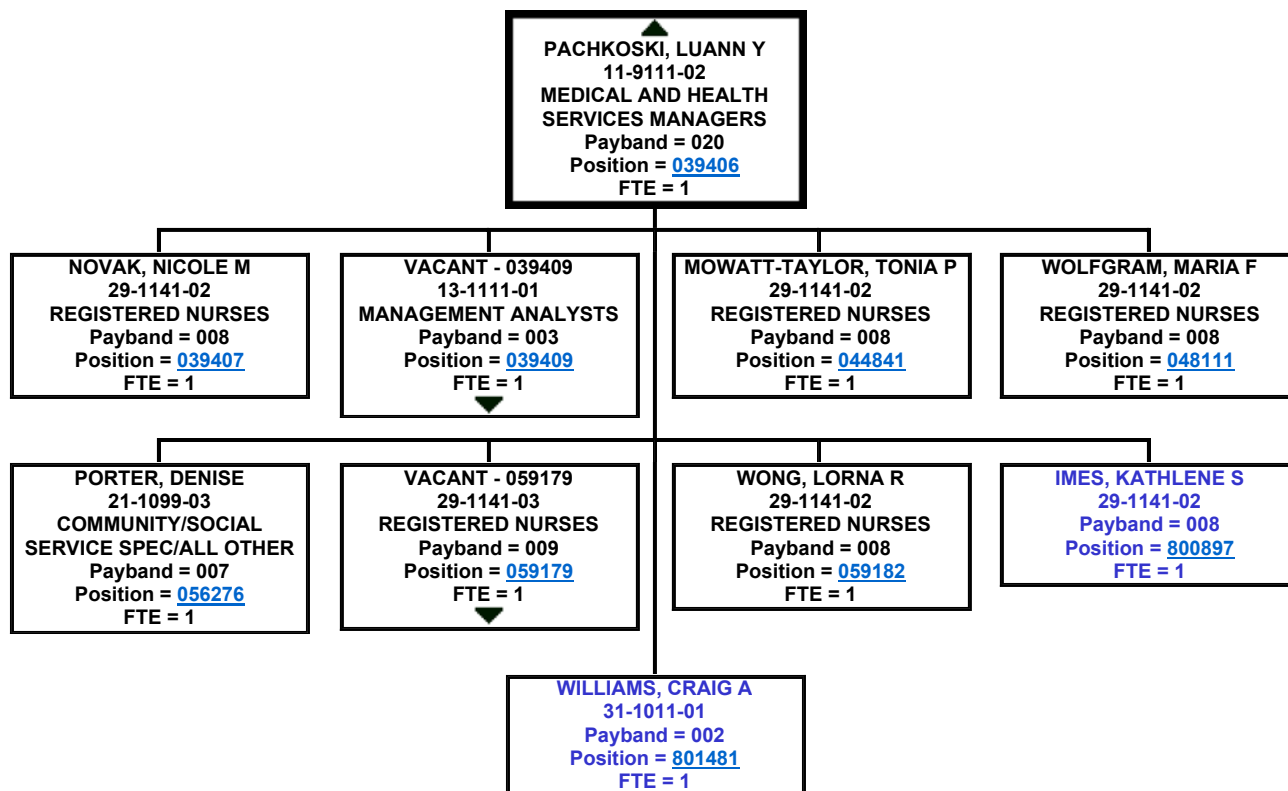 PACHKOSKI, LUANN Y
11-9111-02
MEDICAL AND HEALTH
SERVICES MANAGERS
Payband = 020
Position = 039406
FTE = 1
NOVAK, NICOLE M
29-1141-02
REGISTERED NURSES
Payband = 008
Position = 039407
FTE = 1
VACANT - 039409
13-1111-01
MANAGEMENT ANALYSTS
Payband = 003
Position = 039409
FTE = 1
MOWATT-TAYLOR, TONIA P
29-1141-02
REGISTERED NURSES
Payband = 008
Position = 044841
FTE = 1
WOLFGRAM, MARIA F
29-1141-02
REGISTERED NURSES
Payband = 008
Position = 048111
FTE = 1
PORTER, DENISE
21-1099-03
COMMUNITY/SOCIAL
SERVICE SPEC/ALL OTHER
Payband = 007
Position = 056276
FTE = 1
VACANT - 059179
29-1141-03
REGISTERED NURSES
Payband = 009
Position = 059179
FTE = 1
WONG, LORNA R
29-1141-02
REGISTERED NURSES
Payband = 008
Position = 059182
FTE = 1
IMES, KATHLENE S
29-1141-02
Payband = 008
Position = 800897
FTE = 1
WILLIAMS, CRAIG A
31-1011-01
Payband = 002
Position = 801481
FTE = 1